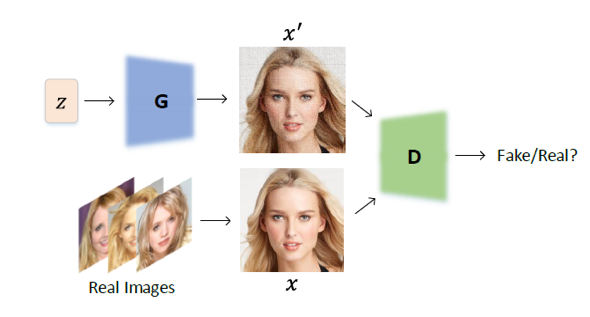 x′
z
G
D
Fake/Real?
Real Images
x